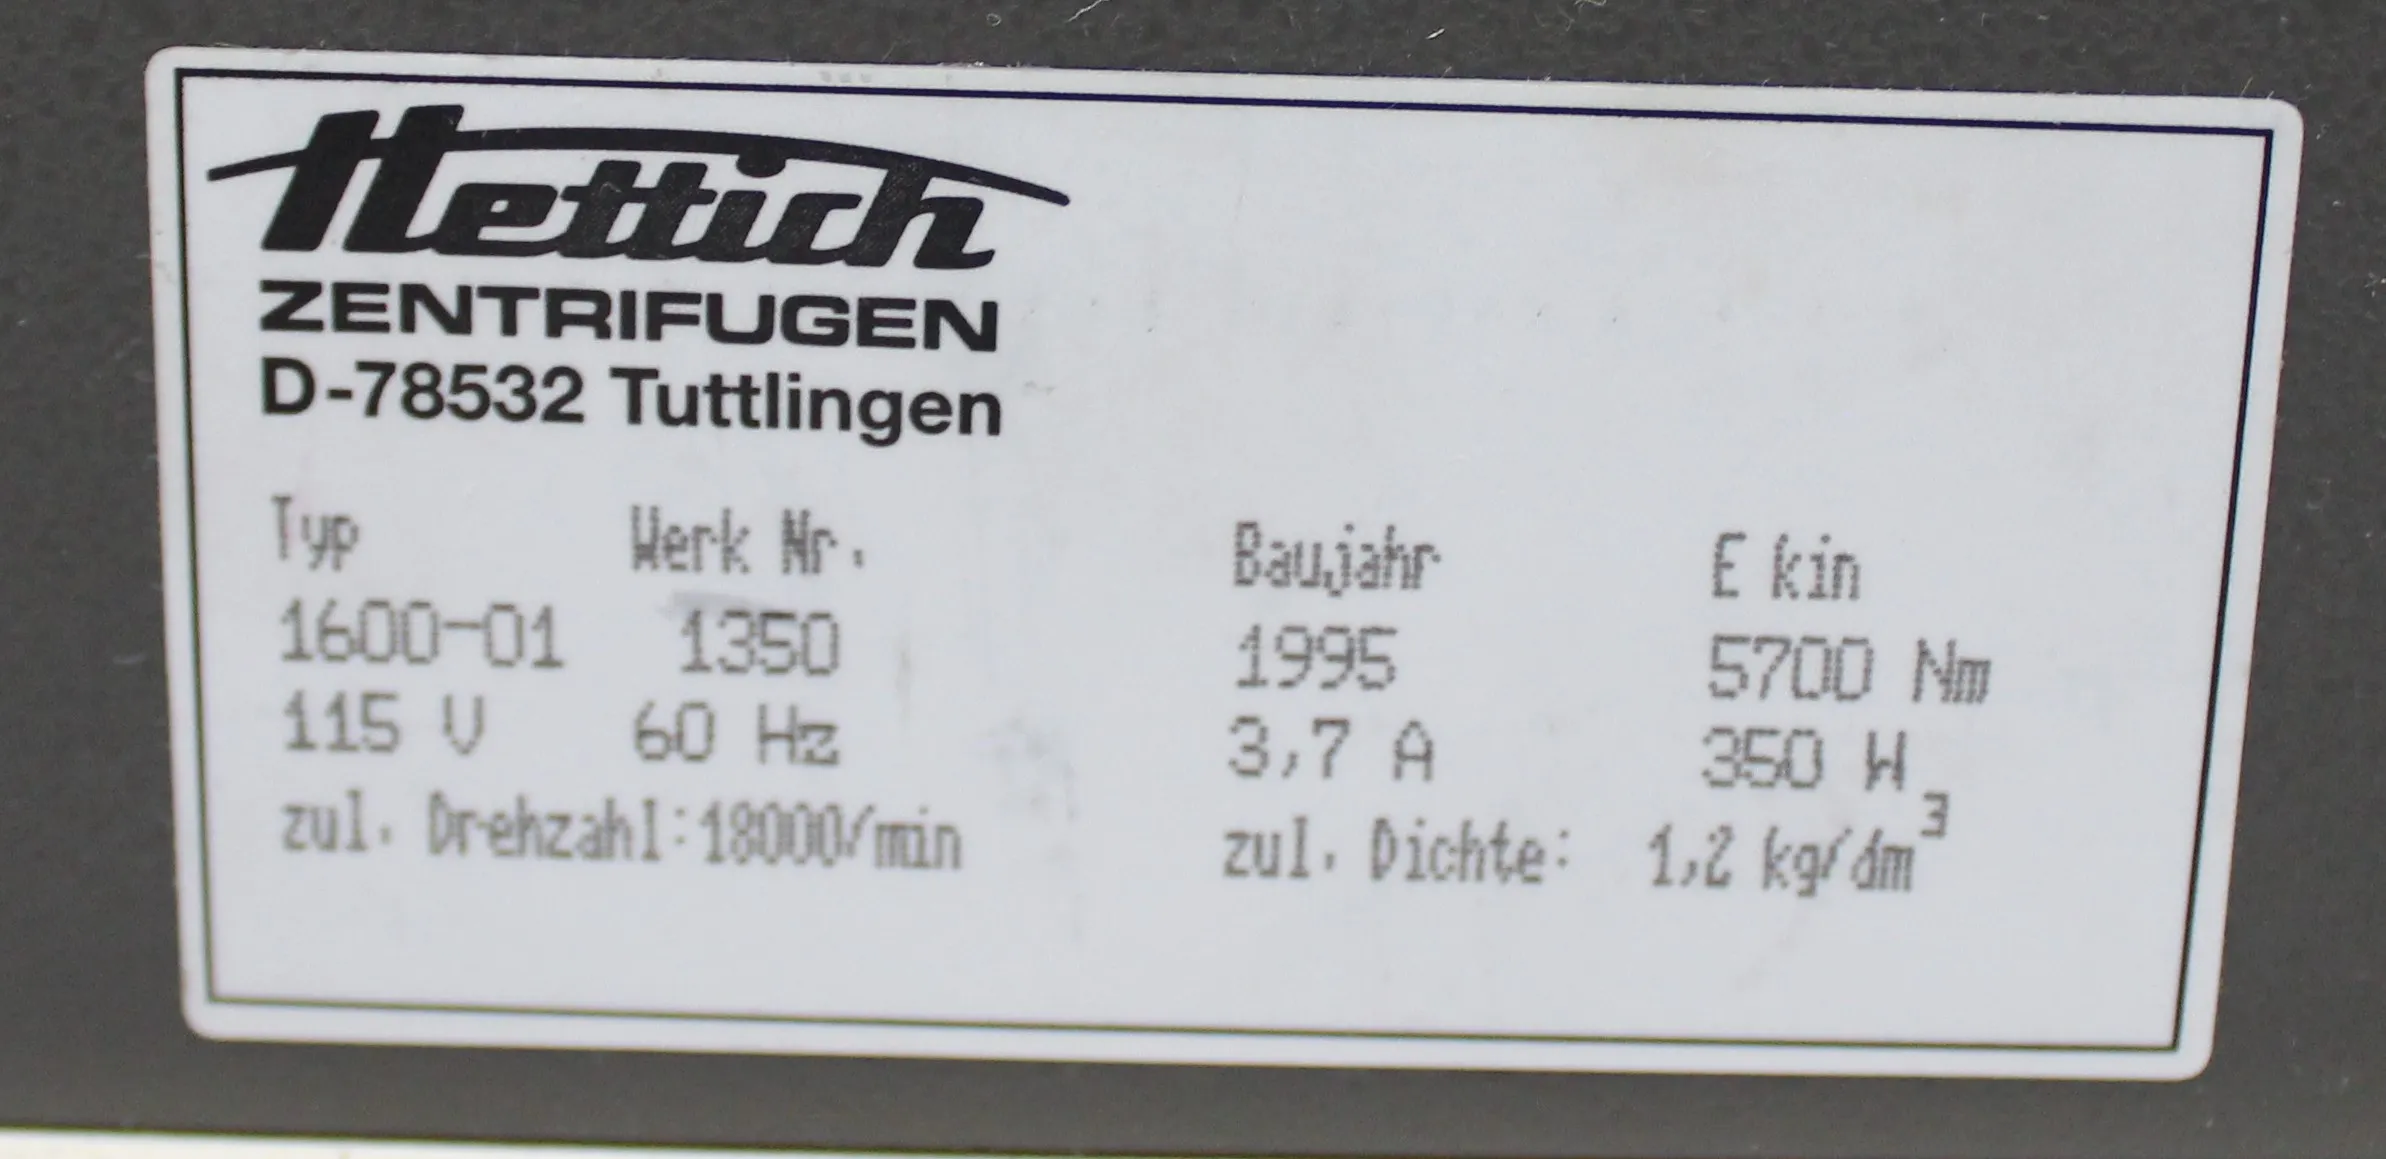 Hettich
ZENTRIFUGEN
D-78532 Tuttlingen
Typ Werk Nr. Baujahr E kin
1600-01 1350 1995 5700 Nm
115 V 60 Hz 3,7 A 350 W
zul. Drehzahl:18000/min zul. Dichte: 1,2 kg/dm³